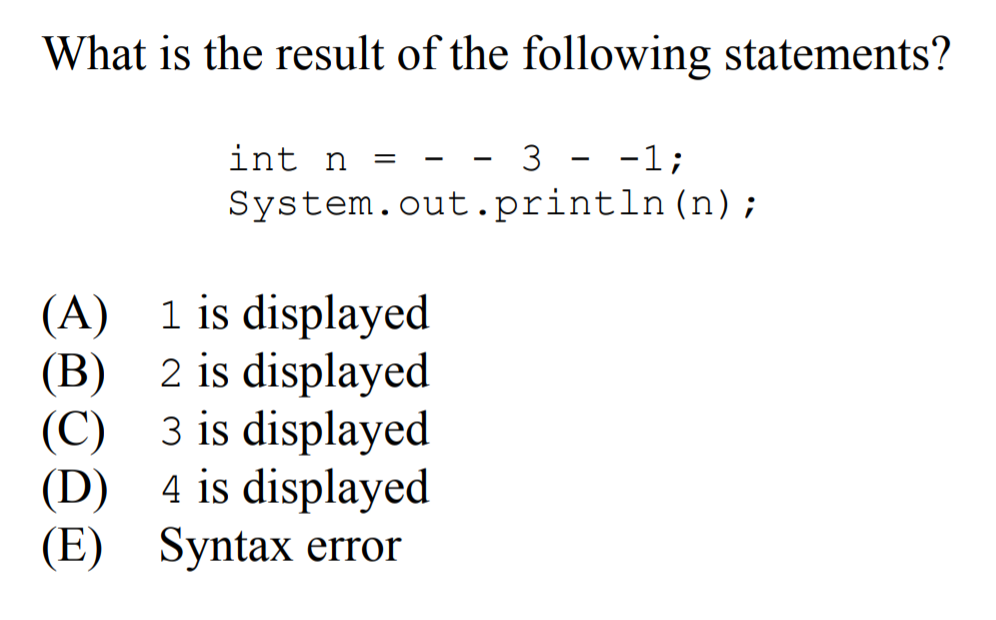 What is the result of the following statements?
int n = - - 3 - -1;
System.out.println(n);
(A) 1 is displayed
(B) 2 is displayed
(C) 3 is displayed
(D) 4 is displayed
(E) Syntax error